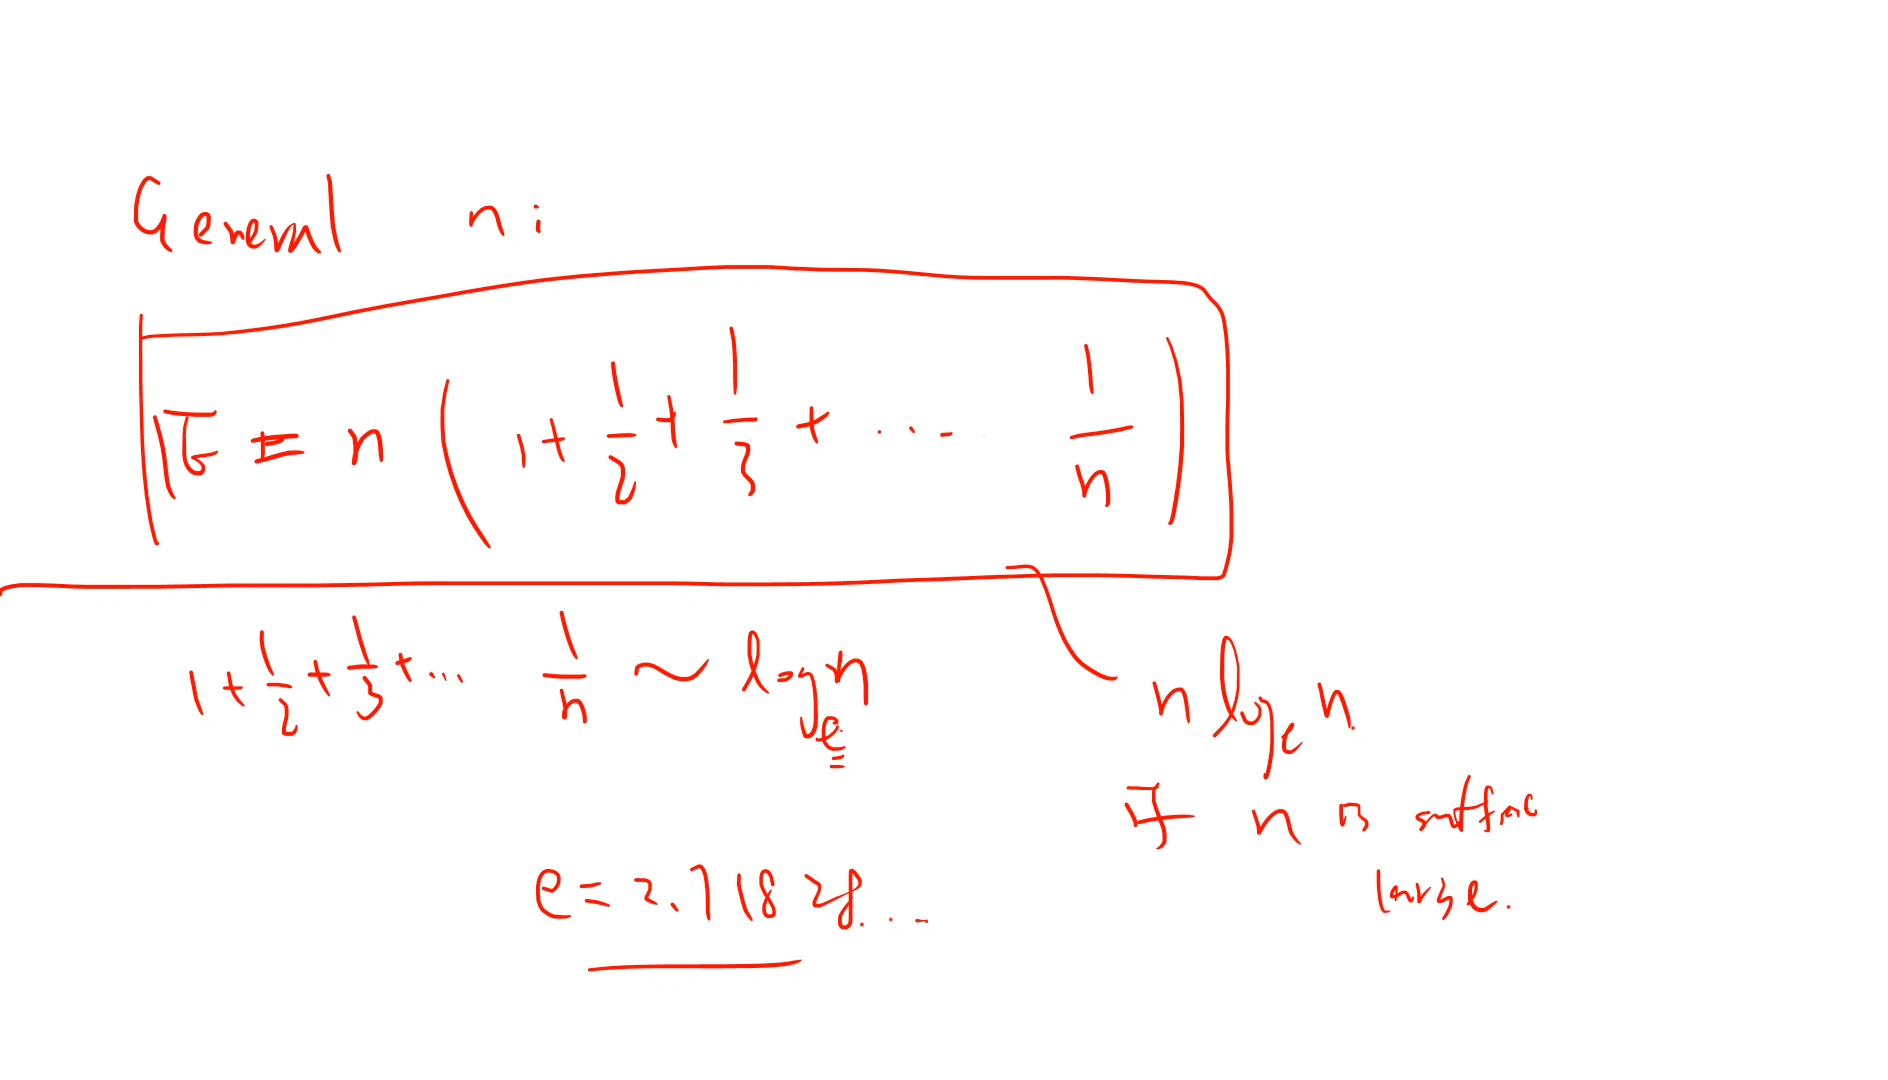 General n:
E = n ( 1 + 1/2 + 1/3 + ... 1/n )
1 + 1/2 + 1/3 + ... 1/n ~ log_e n
n log_e n
if n is suffic
large.
e = 2.71828...